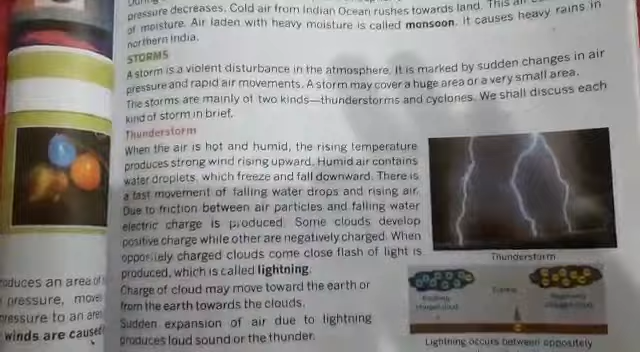 pressure decreases. Cold air from Indian Ocean rushes towards land. This air
of moisture. Air laden with heavy moisture is called monsoon. It causes heavy rains in
northern India.
STORMS
A storm is a violent disturbance in the atmosphere. It is marked by sudden changes in air
pressure and rapid air movements. A storm may cover a huge area or a very small area.
The storms are mainly of two kinds—thunderstorms and cyclones. We shall discuss each
kind of storm in brief.
Thunderstorm
When the air is hot and humid, the rising temperature
produces strong wind rising upward. Humid air contains
water droplets, which freeze and fall downward. There is
a fast movement of falling water drops and rising air.
Due to friction between air particles and falling water
electric charge is produced. Some clouds develop
positive charge while other are negatively charged. When
oppositely charged clouds come close flash of light is
produced, which is called lightning.
Charge of cloud may move toward the earth or
from the earth towards the clouds.
Sudden expansion of air due to lightning
produces loud sound or the thunder.
Thunderstorm
Lightning occurs between oppositely
oduces an area of
pressure, move
ressure to an are
winds are caused